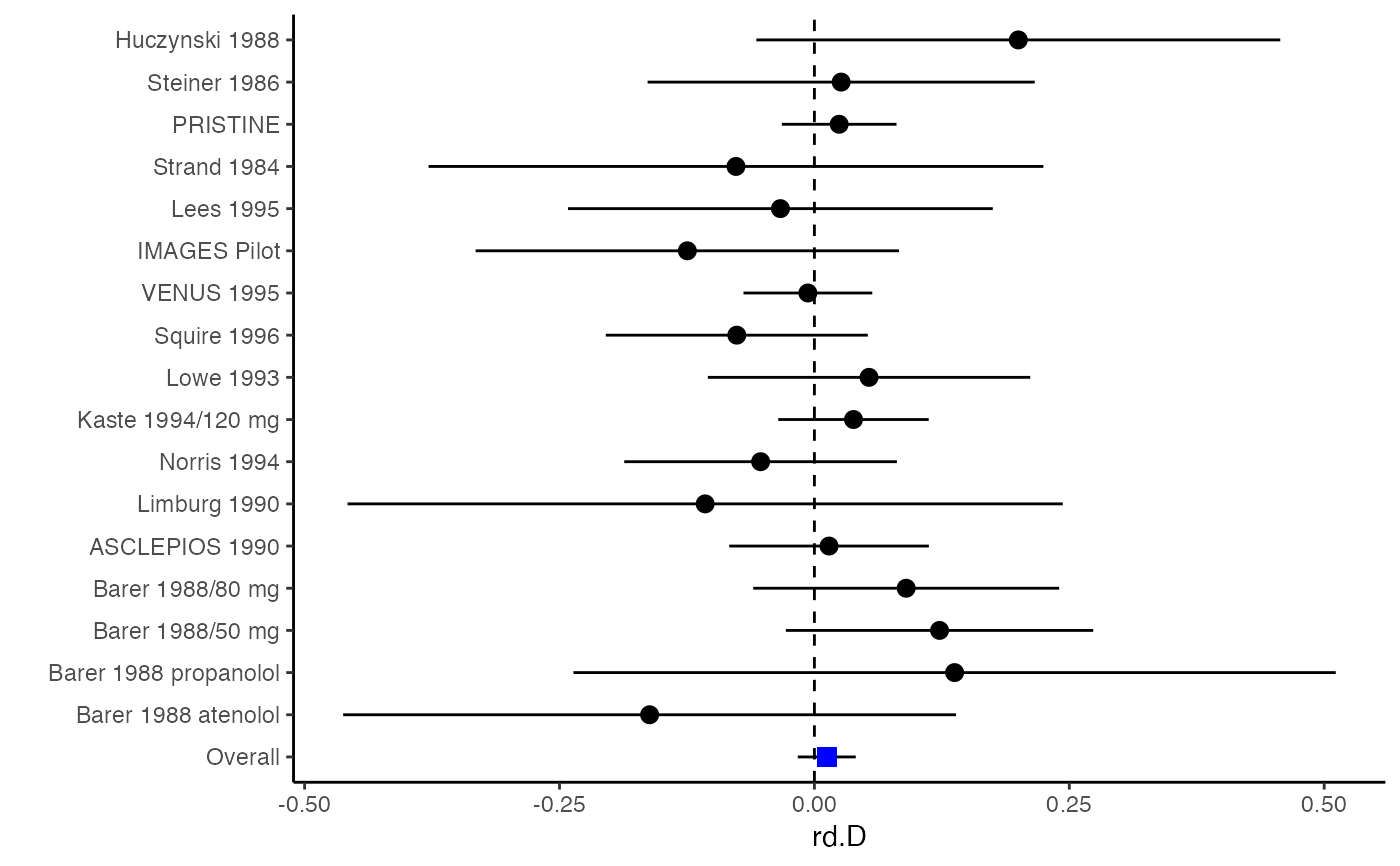 Huczynski 1988
Steiner 1986
PRISTINE
Strand 1984
Lees 1995
IMAGES Pilot
VENUS 1995
Squire 1996
Lowe 1993
Kaste 1994/120 mg
Norris 1994
Limburg 1990
ASCLEPIOS 1990
Barer 1988/80 mg
Barer 1988/50 mg
Barer 1988 propanolol
Barer 1988 atenolol
Overall
-0.50 -0.25 0.00 0.25 0.50
rd.D